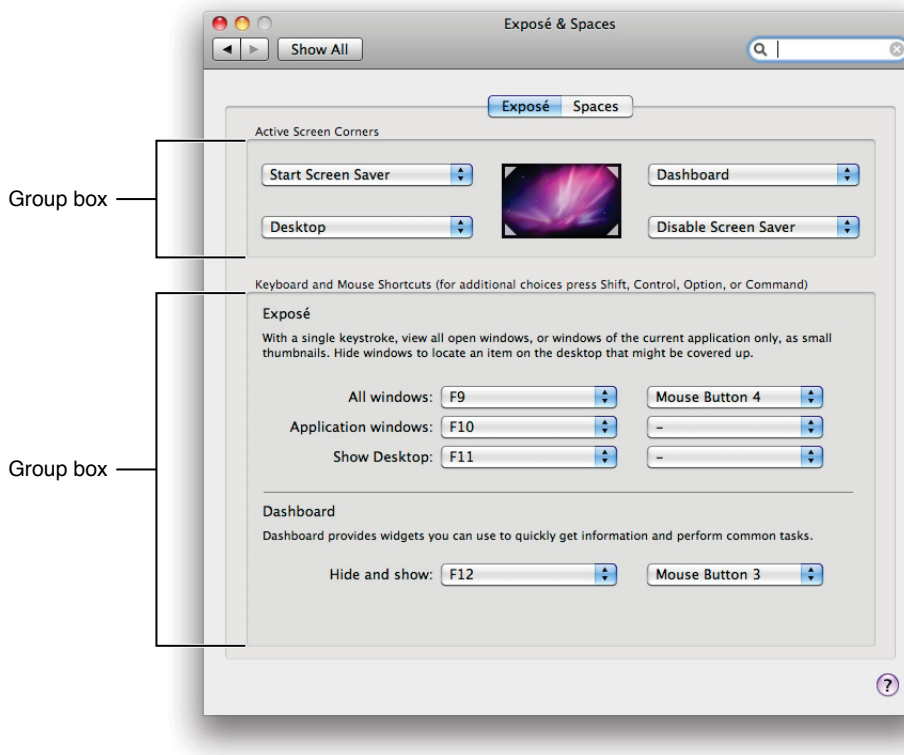 Exposé & Spaces
Show All
Exposé Spaces
Active Screen Corners
Group box
Start Screen Saver Dashboard
Desktop Disable Screen Saver
Keyboard and Mouse Shortcuts (for additional choices press Shift, Control, Option, or Command)
Exposé
With a single keystroke, view all open windows, or windows of the current application only, as small
thumbnails. Hide windows to locate an item on the desktop that might be covered up.
All windows: F9 Mouse Button 4
Application windows: F10 –
Show Desktop: F11 –
Group box
Dashboard
Dashboard provides widgets you can use to quickly get information and perform common tasks.
Hide and show: F12 Mouse Button 3
?